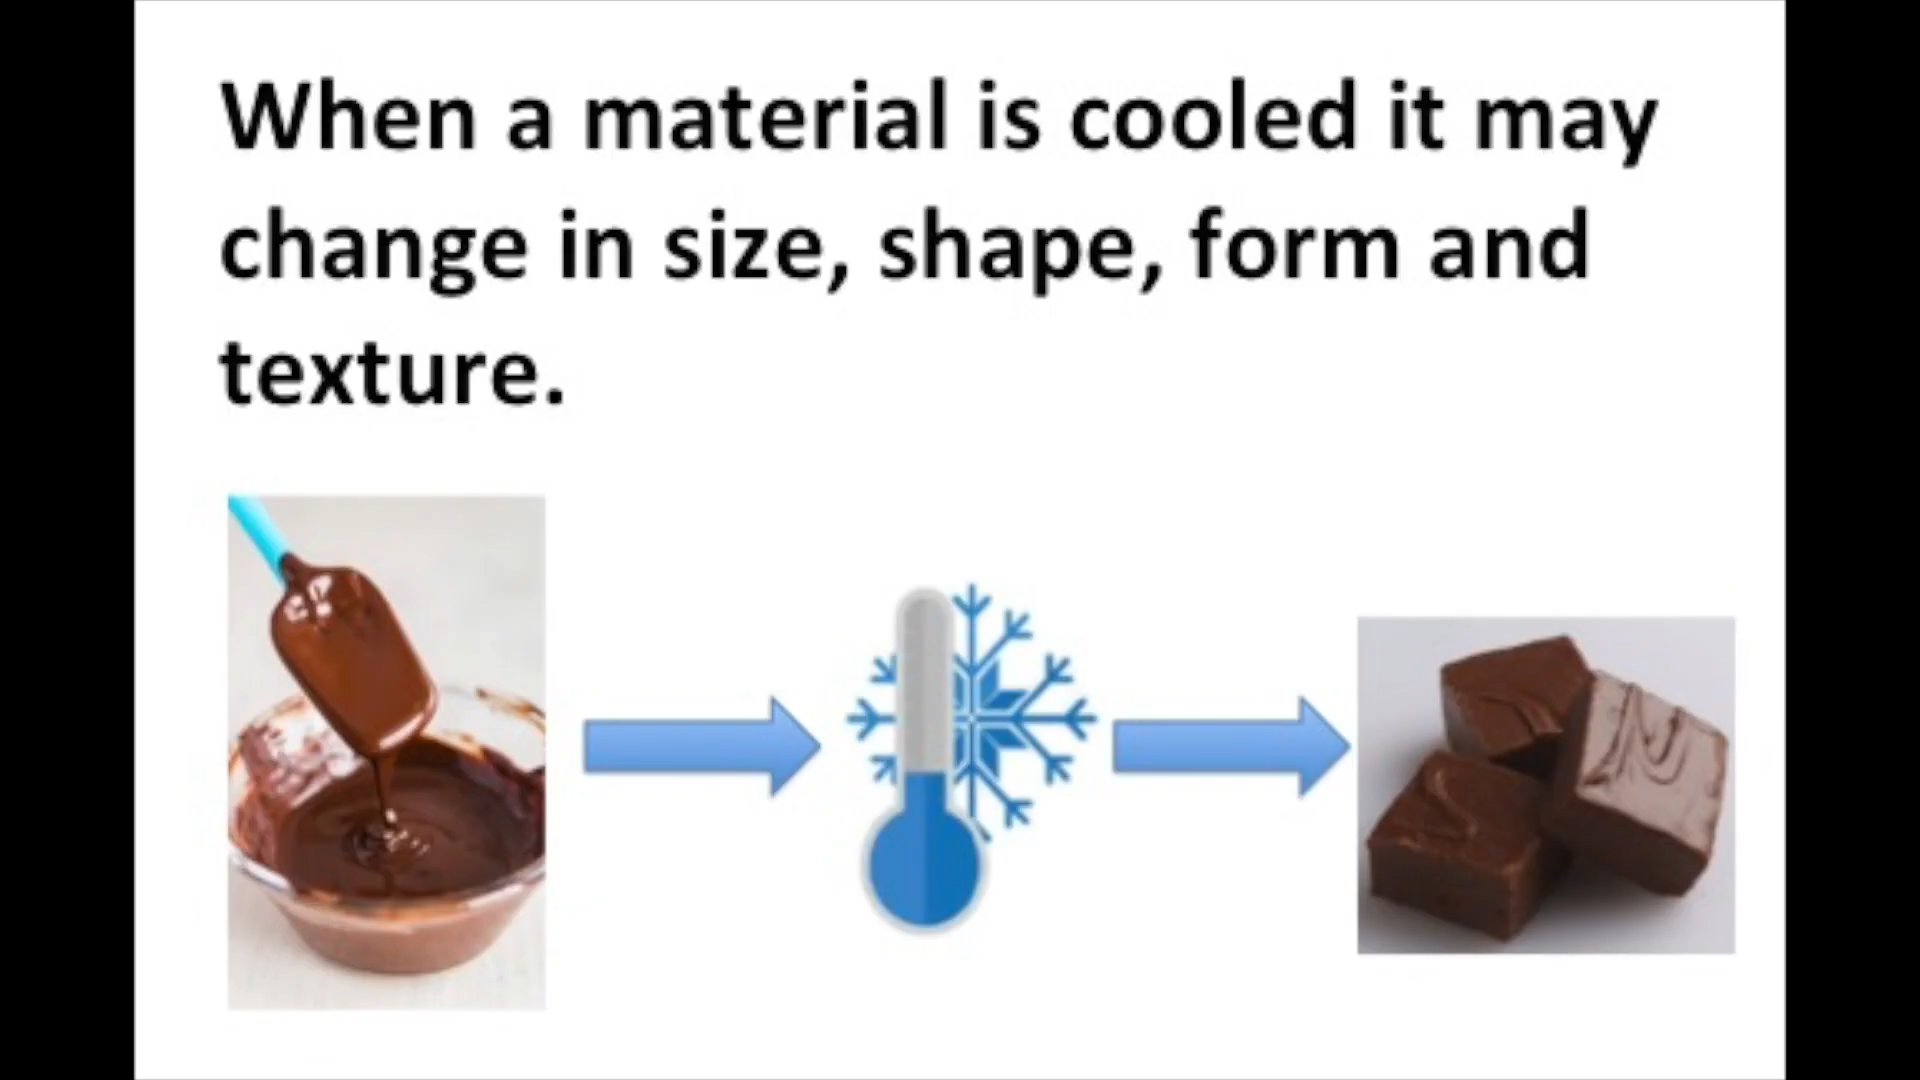 When a material is cooled it may
change in size, shape, form and
texture.